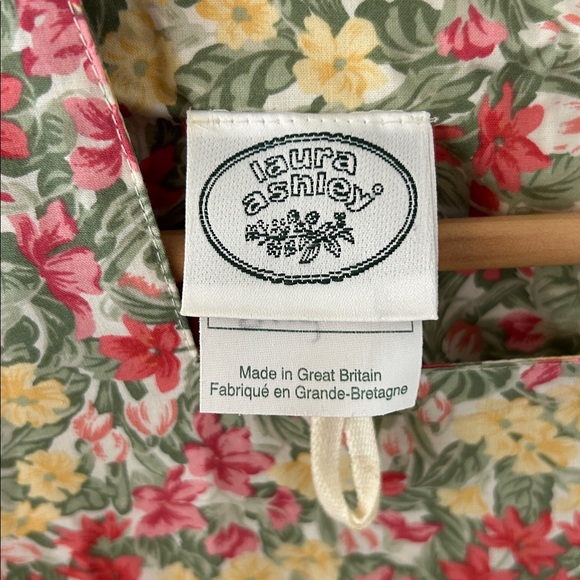 laura
ashley®
Made in Great Britain
Fabriqué en Grande-Bretagne